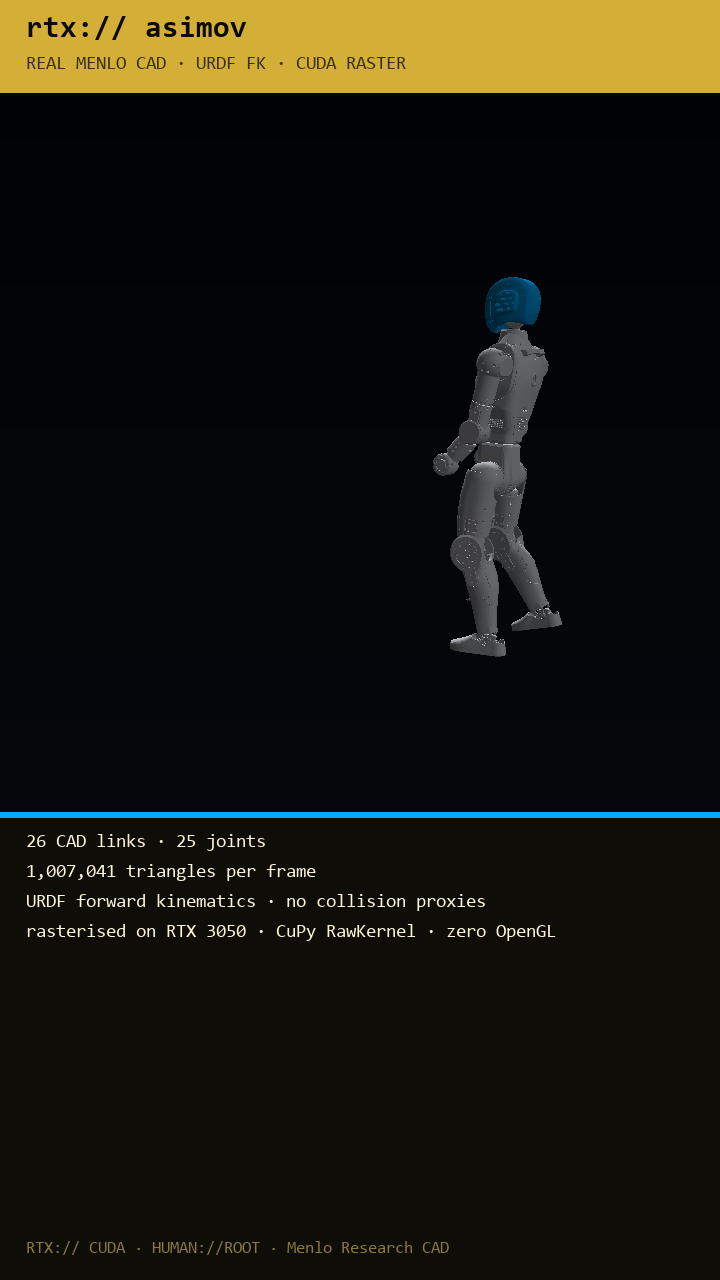 rtx:// asimov
REAL MENLO CAD · URDF FK · CUDA RASTER
26 CAD links · 25 joints
1,007,041 triangles per frame
URDF forward kinematics · no collision proxies
rasterised on RTX 3050 · CuPy RawKernel · zero OpenGL
RTX:// CUDA · HUMAN://ROOT · Menlo Research CAD